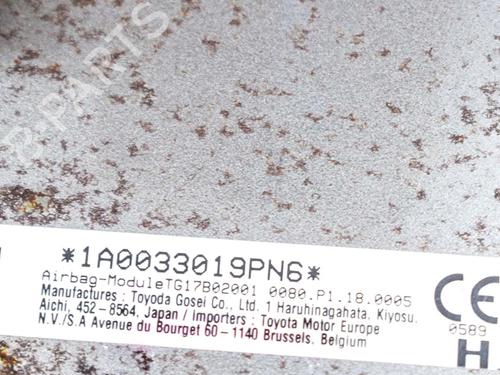 B-PARTS
*1A0033019PN6*
Airbag-ModuleTG17B02001 0080.P1.18.0005
Manufactures : Toyoda Gosei Co., Ltd. 1 Haruhinagahata, Kiyosu,
Aichi, 452 - 8564, Japan / Importers : Toyota Motor Europe
N.V./S.A Avenue du Bourget 60 – 1140 Brussels, Belgium
CE
0589
H